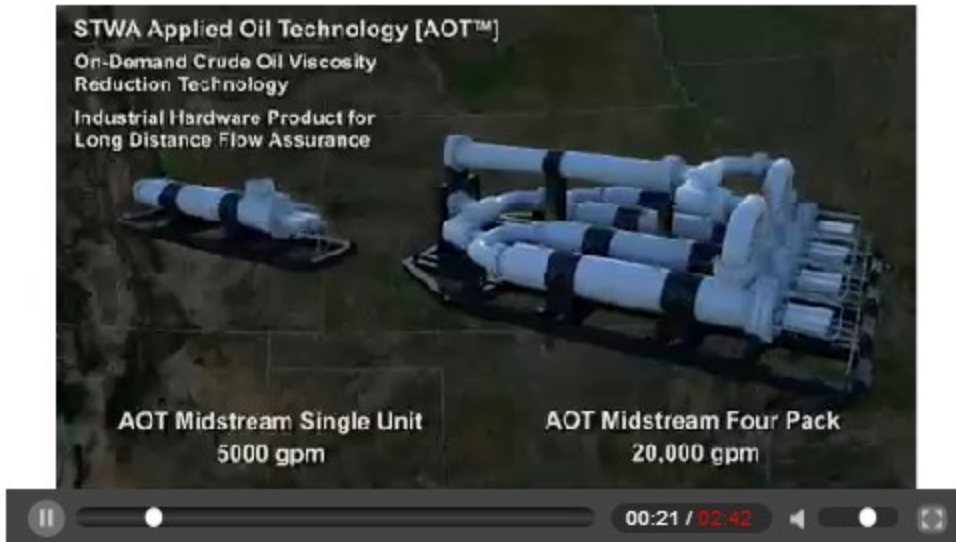 STWA Applied Oil Technology [AOT™]
On-Demand Crude Oil Viscosity
Reduction Technology
Industrial Hardware Product for
Long Distance Flow Assurance
AOT Midstream Single Unit
5000 gpm
AOT Midstream Four Pack
20,000 gpm
00:21 / 02:42